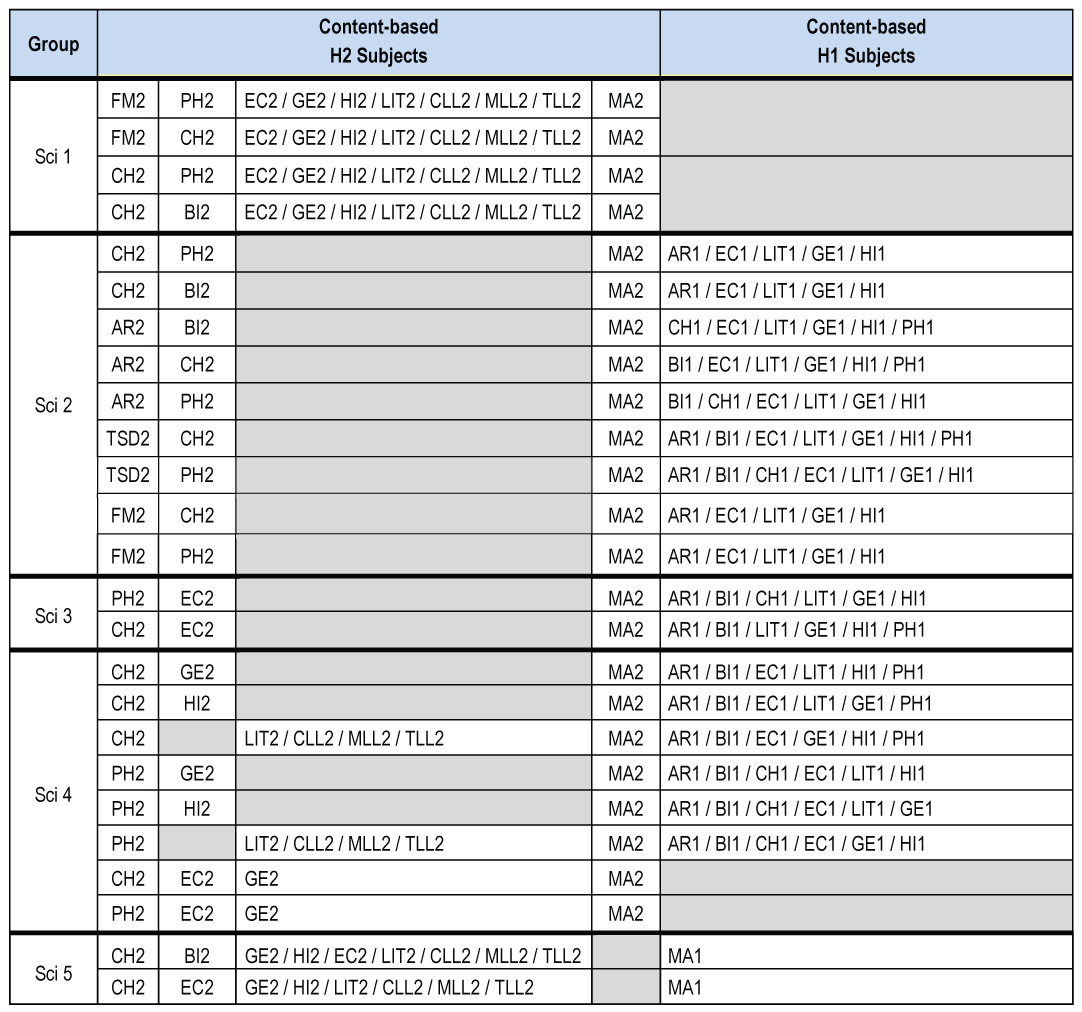 Group Content-based H2 Subjects Content-based H1 Subjects
Sci 1
FM2 PH2 EC2 / GE2 / HI2 / LIT2 / CLL2 / MLL2 / TLL2 MA2
FM2 CH2 EC2 / GE2 / HI2 / LIT2 / CLL2 / MLL2 / TLL2 MA2
CH2 PH2 EC2 / GE2 / HI2 / LIT2 / CLL2 / MLL2 / TLL2 MA2
CH2 BI2 EC2 / GE2 / HI2 / LIT2 / CLL2 / MLL2 / TLL2 MA2
Sci 2
CH2 PH2 MA2 AR1 / EC1 / LIT1 / GE1 / HI1
CH2 BI2 MA2 AR1 / EC1 / LIT1 / GE1 / HI1
AR2 BI2 MA2 CH1 / EC1 / LIT1 / GE1 / HI1 / PH1
AR2 CH2 MA2 BI1 / EC1 / LIT1 / GE1 / HI1 / PH1
AR2 PH2 MA2 BI1 / CH1 / EC1 / LIT1 / GE1 / HI1
TSD2 CH2 MA2 AR1 / BI1 / EC1 / LIT1 / GE1 / HI1 / PH1
TSD2 PH2 MA2 AR1 / BI1 / CH1 / EC1 / LIT1 / GE1 / HI1
FM2 CH2 MA2 AR1 / EC1 / LIT1 / GE1 / HI1
FM2 PH2 MA2 AR1 / EC1 / LIT1 / GE1 / HI1
Sci 3
PH2 EC2 MA2 AR1 / BI1 / CH1 / LIT1 / GE1 / HI1
CH2 EC2 MA2 AR1 / BI1 / LIT1 / GE1 / HI1 / PH1
Sci 4
CH2 GE2 MA2 AR1 / BI1 / EC1 / LIT1 / HI1 / PH1
CH2 HI2 MA2 AR1 / BI1 / EC1 / LIT1 / GE1 / PH1
CH2 LIT2 / CLL2 / MLL2 / TLL2 MA2 AR1 / BI1 / EC1 / GE1 / HI1 / PH1
PH2 GE2 MA2 AR1 / BI1 / CH1 / EC1 / LIT1 / HI1
PH2 HI2 MA2 AR1 / BI1 / CH1 / EC1 / LIT1 / GE1
PH2 LIT2 / CLL2 / MLL2 / TLL2 MA2 AR1 / BI1 / CH1 / EC1 / GE1 / HI1
CH2 EC2 GE2 MA2
PH2 EC2 GE2 MA2
Sci 5
CH2 BI2 GE2 / HI2 / EC2 / LIT2 / CLL2 / MLL2 / TLL2 MA1
CH2 EC2 GE2 / HI2 / LIT2 / CLL2 / MLL2 / TLL2 MA1